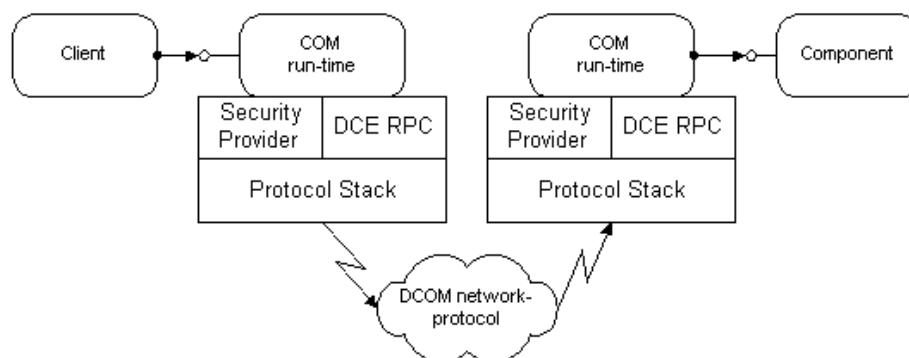 Client
COM
run-time
COM
run-time
Component
Security
Provider
DCE RPC
Security
Provider
DCE RPC
Protocol Stack
Protocol Stack
DCOM network-
protocol